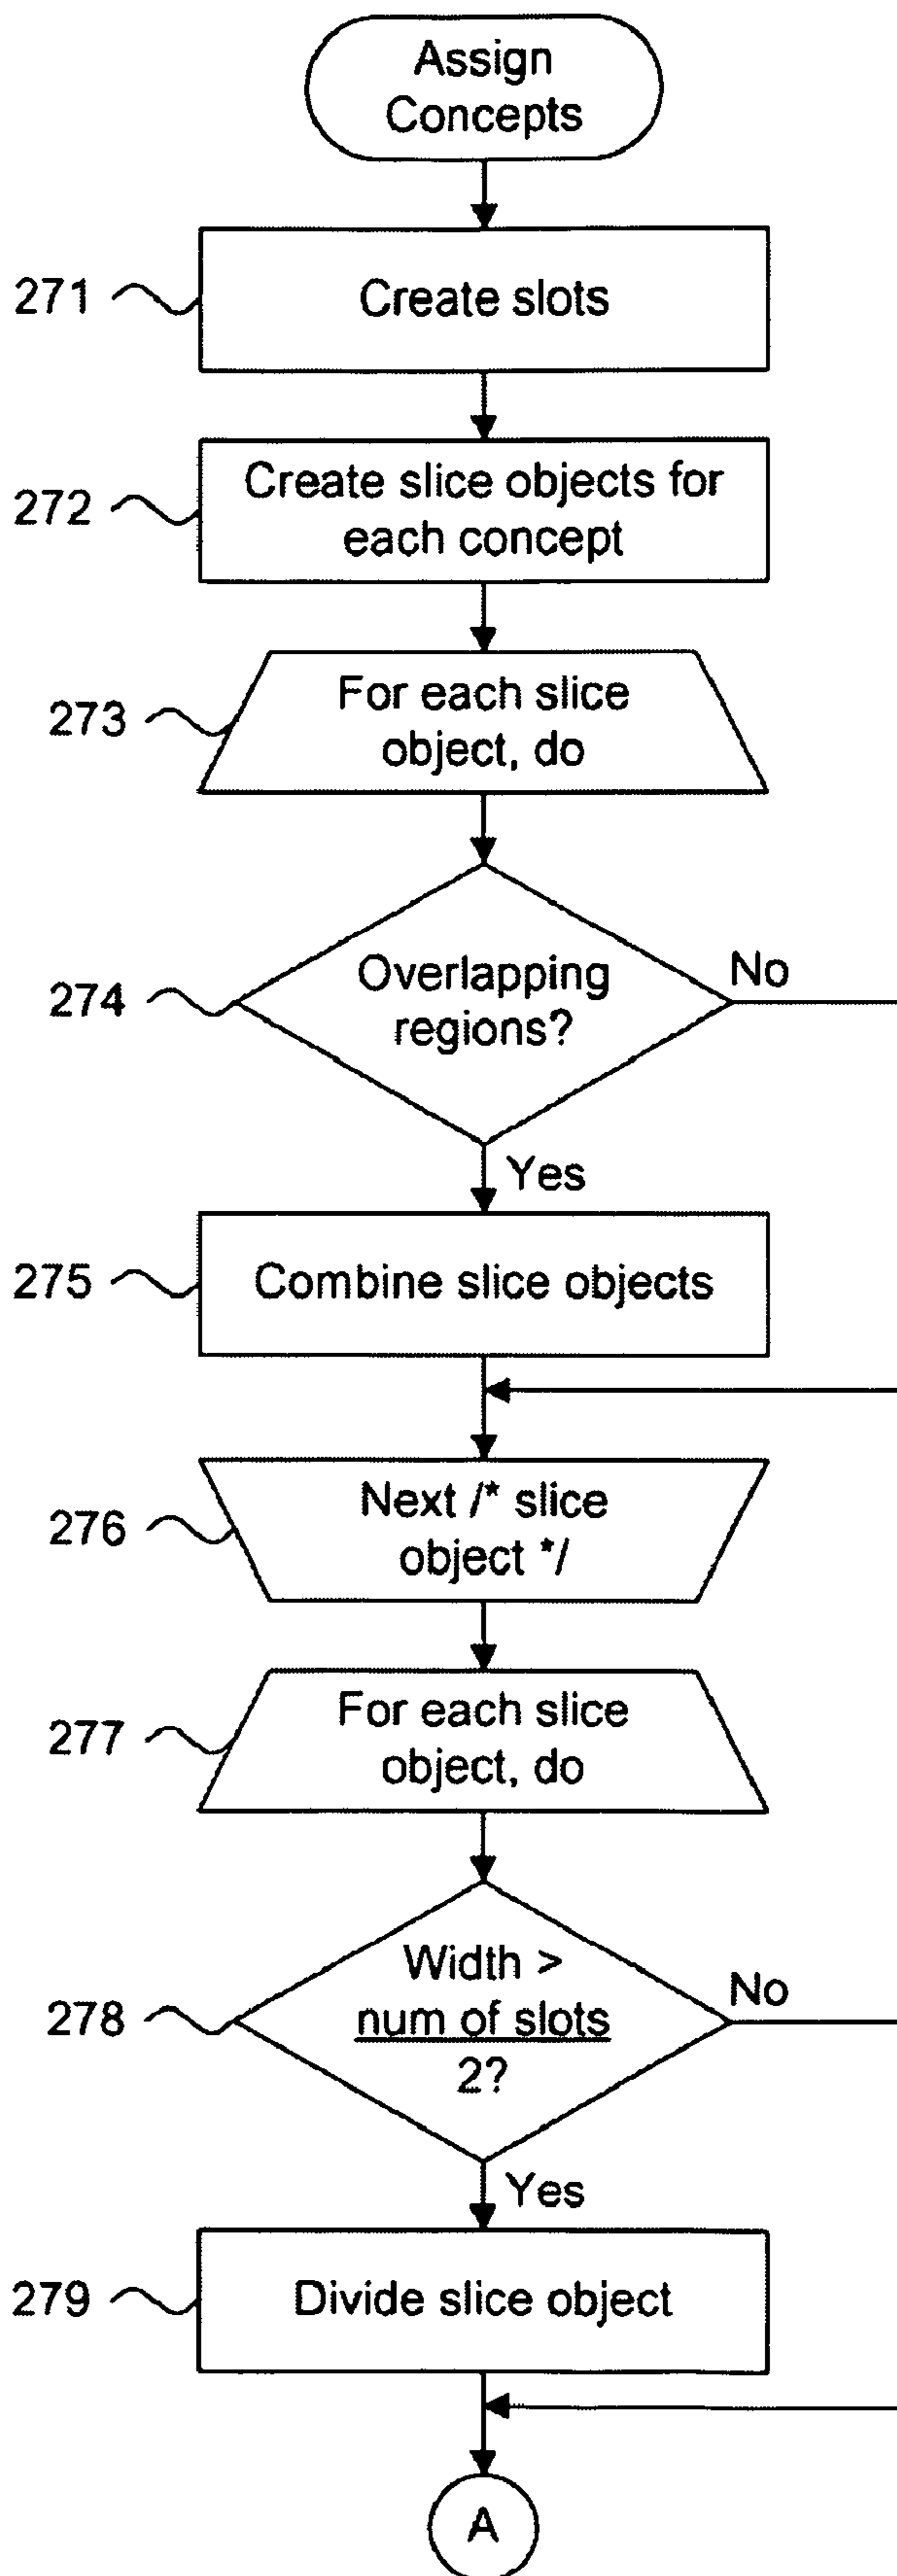 Assign
Concepts
271
Create slots
272
Create slice objects for
each concept
273
For each slice
object, do
274
Overlapping
regions?
No
Yes
275
Combine slice objects
276
Next /* slice
object */
277
For each slice
object, do
278
Width >
num of slots
2?
No
Yes
279
Divide slice object
A